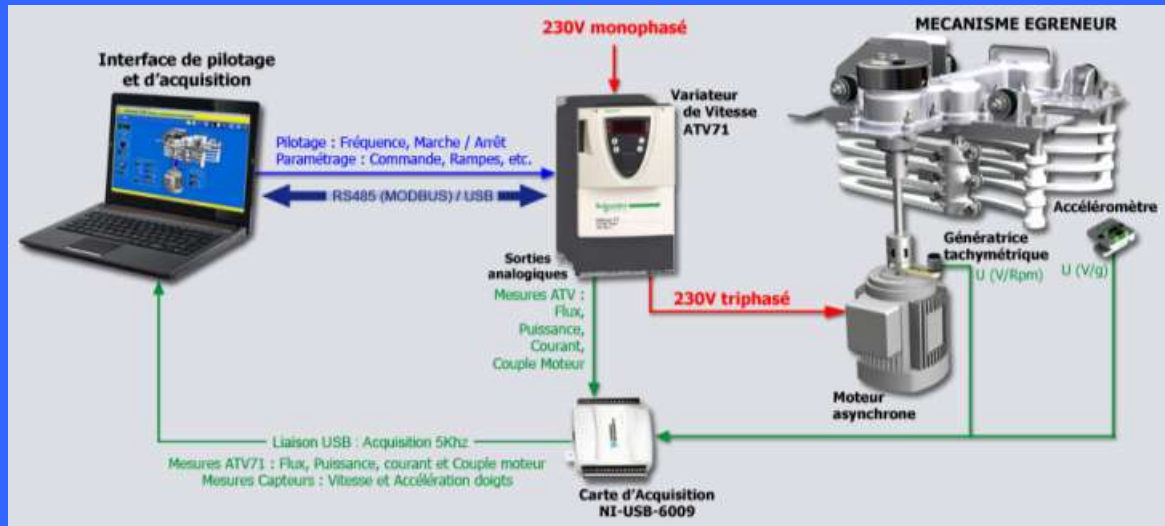 230V monophasé
MECANISME EGRENEUR
Interface de pilotage
et d'acquisition
Variateur
de Vitesse
ATV71
Pilotage : Fréquence, Marche / Arrêt
Paramétrage : Commande, Rampes, etc.
RS485 (MODBUS) / USB
Accéléromètre
U (V/g)
Génératrice
tachymétrique
U (V/Rpm)
Sorties
analogiques
Mesures ATV :
Flux,
Puissance,
Courant,
Couple Moteur
230V triphasé
Moteur
asynchrone
Liaison USB : Acquisition 5Khz
Mesures ATV71 : Flux, Puissance, courant et Couple moteur
Mesures Capteurs : Vitesse et Accélération doigts
Carte d'Acquisition
NI-USB-6009